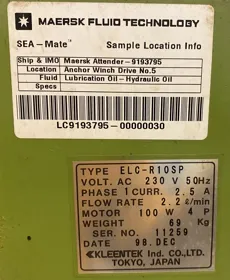 MAERSK FLUID TECHNOLOGY
SEA-Mate™ Sample Location Info
Ship & IMO Maersk Attender-9193795
Location Anchor Winch Drive No.5
Fluid Lubrication Oil-Hydraulic Oil
Specs
LC9193795-00000030
TYPE ELC-R10SP
VOLT. AC 230 V 50Hz
PHASE 1 CURR. 2.5 A
FLOW RATE 2.2 ℓ/min
MOTOR 100 W 4 P
WEIGHT 69 Kg
SER. NO. 11259
DATE 98.DEC
KLEENTEK Ind. CO., LTD.
TOKYO, JAPAN